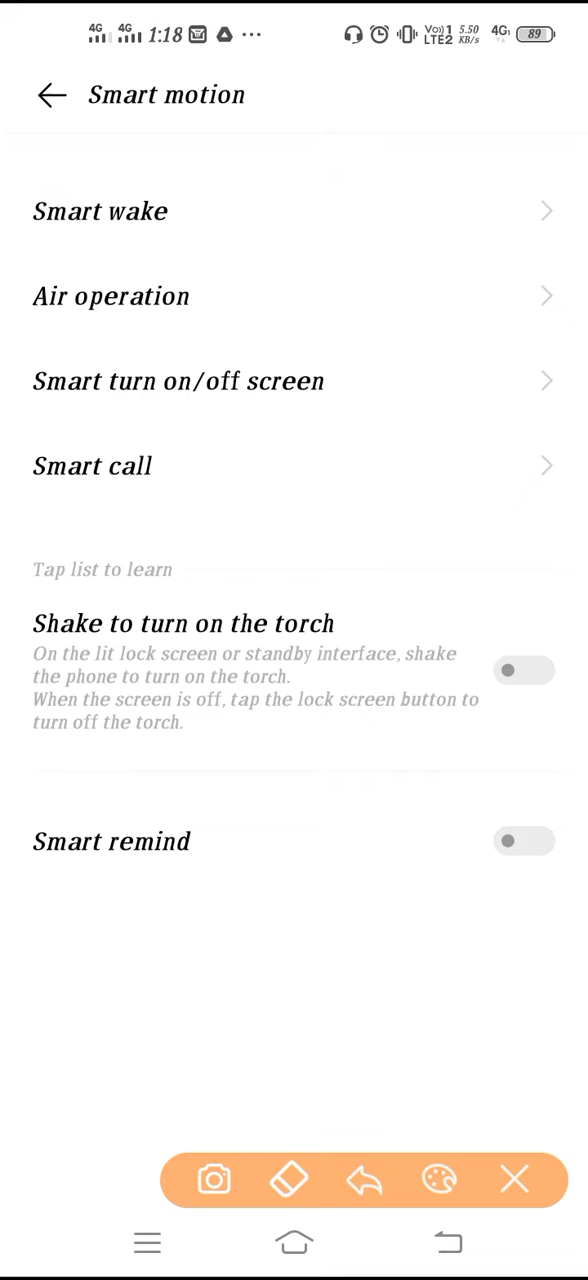 4G 4G 1:18 ... Vo)) 1 LTE2 5.50 KB/s 4G 89
Smart motion
Smart wake
Air operation
Smart turn on/off screen
Smart call
Tap list to learn
Shake to turn on the torch
On the lit lock screen or standby interface, shake
the phone to turn on the torch.
When the screen is off, tap the lock screen button to
turn off the torch.
Smart remind